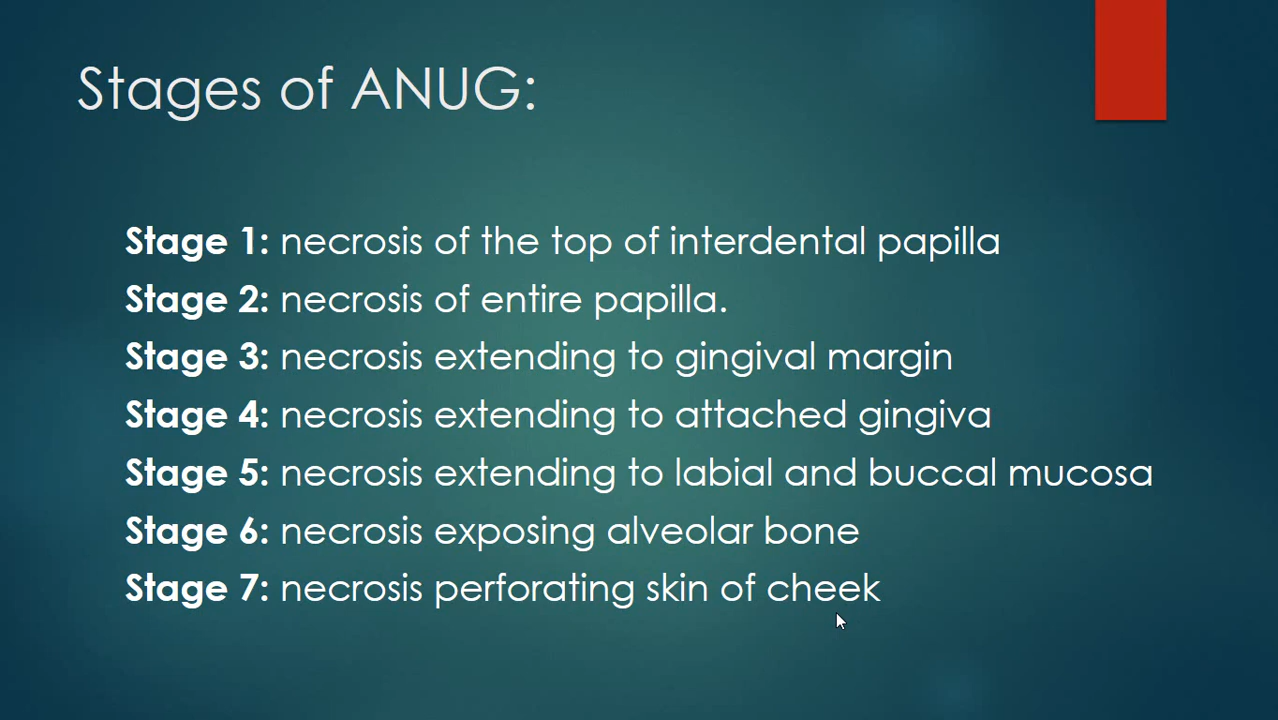 Stages of ANUG:
Stage 1: necrosis of the top of interdental papilla
Stage 2: necrosis of entire papilla.
Stage 3: necrosis extending to gingival margin
Stage 4: necrosis extending to attached gingiva
Stage 5: necrosis extending to labial and buccal mucosa
Stage 6: necrosis exposing alveolar bone
Stage 7: necrosis perforating skin of cheek